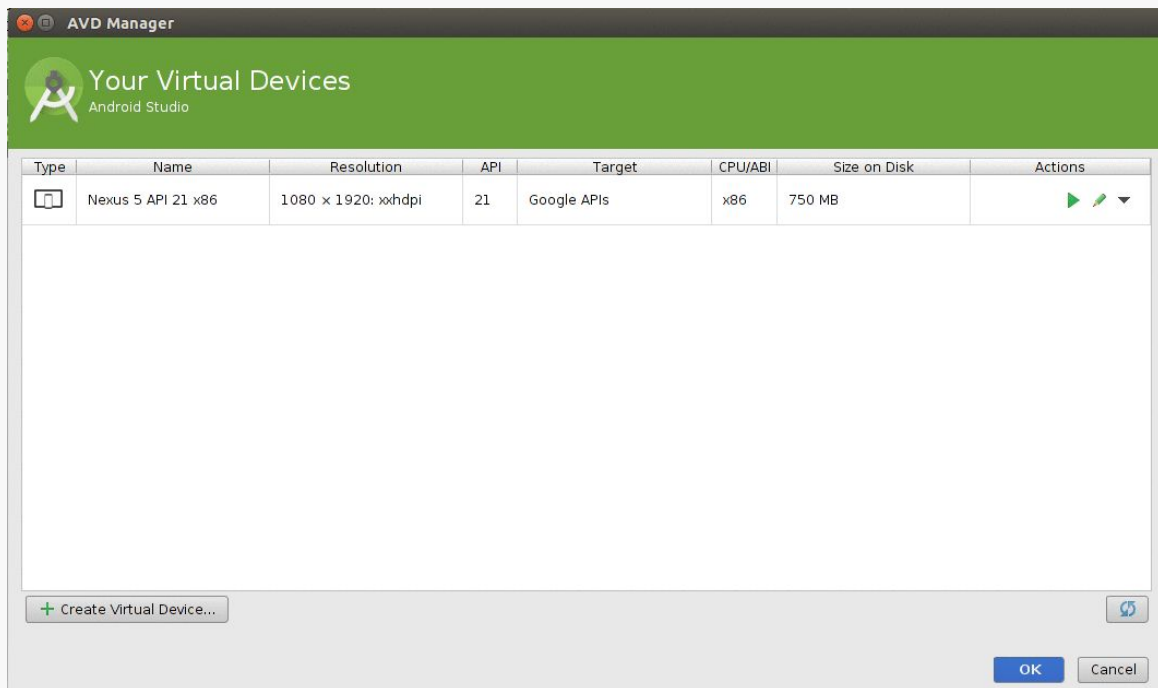 AVD Manager
Your Virtual Devices
Android Studio
Type Name Resolution API Target CPU/ABI Size on Disk Actions
Nexus 5 API 21 x86 1080 × 1920: xxhdpi 21 Google APIs x86 750 MB
Create Virtual Device...
OK Cancel